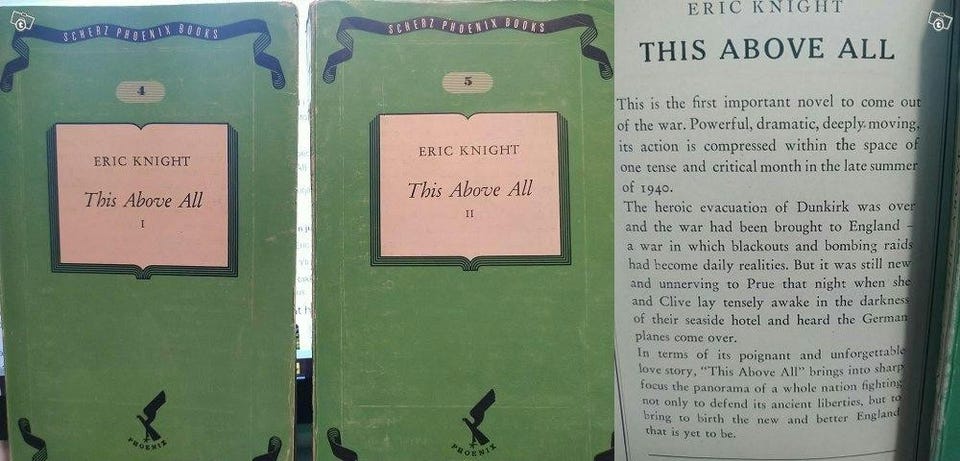 SCHERZ PHOENIX BOOKS
4
ERIC KNIGHT
This Above All
I
PHOENIX
SCHERZ PHOENIX BOOKS
5
ERIC KNIGHT
This Above All
II
PHOENIX
ERIC KNIGHT
THIS ABOVE ALL
This is the first important novel to come out
of the war. Powerful, dramatic, deeply moving,
its action is compressed within the space of
one tense and critical month in the late summer
of 1940.
The heroic evacuation of Dunkirk was over
and the war had been brought to England –
a war in which blackouts and bombing raids
had become daily realities. But it was still new
and unnerving to Prue that night when she
and Clive lay tensely awake in the darkness
of their seaside hotel and heard the German
planes come over.
In terms of its poignant and unforgettable
love story, "This Above All" brings into sharp
focus the panorama of a whole nation fighting
not only to defend its ancient liberties, but to
bring to birth the new and better England
that is yet to be.